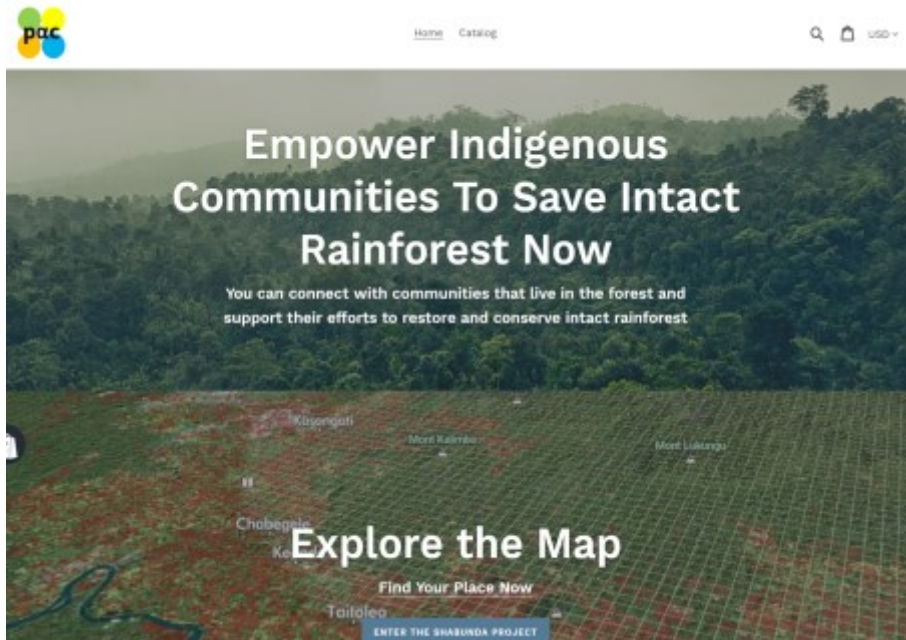 pac
Home Catalog
USD
Empower Indigenous
Communities To Save Intact
Rainforest Now
You can connect with communities that live in the forest and
support their efforts to restore and conserve intact rainforest
Mont Kalimbo
Mont Lukungu
Chabegele
Explore the Map
Find Your Place Now
ENTER THE SHABUNDA PROJECT